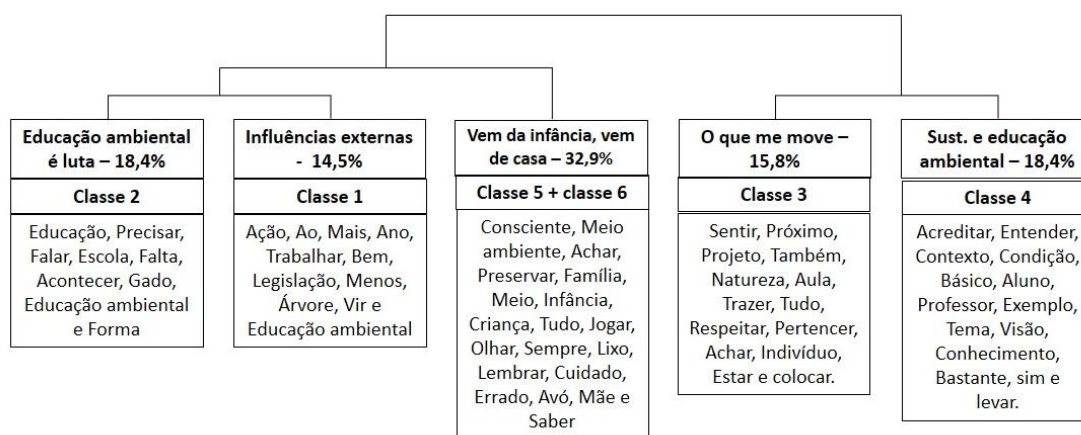 Educação ambiental
é luta – 18,4%
Classe 2
Educação, Precisar,
Falar, Escola, Falta,
Acontecer, Gado,
Educação ambiental
e Forma
Influências externas
- 14,5%
Classe 1
Ação, Ao, Mais, Ano,
Trabalhar, Bem,
Legislação, Menos,
Árvore, Vir e
Educação ambiental
Vem da infância, vem
de casa – 32,9%
Classe 5 + classe 6
Consciente, Meio
ambiente, Achar,
Preservar, Família,
Meio, Infância,
Criança, Tudo, Jogar,
Olhar, Sempre, Lixo,
Lembrar, Cuidado,
Errado, Avó, Mãe e
Saber
O que me move –
15,8%
Classe 3
Sentir, Próximo,
Projeto, Também,
Natureza, Aula,
Trazer, Tudo,
Respeitar, Pertencer,
Achar, Indivíduo,
Estar e colocar.
Sust. e educação
ambiental – 18,4%
Classe 4
Acreditar, Entender,
Contexto, Condição,
Básico, Aluno,
Professor, Exemplo,
Tema, Visão,
Conhecimento,
Bastante, sim e
levar.